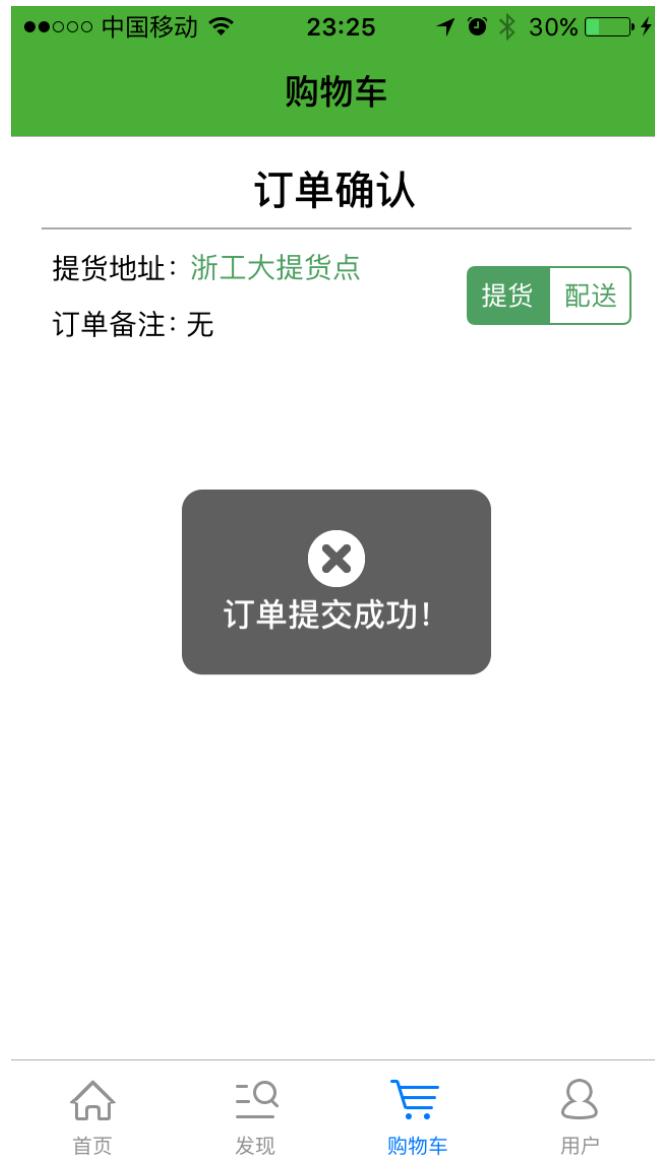 中国移动 23:25 30%
购物车
订单确认
提货地址：浙工大提货点
提货 配送
订单备注：无
订单提交成功！
首页 发现 购物车 用户